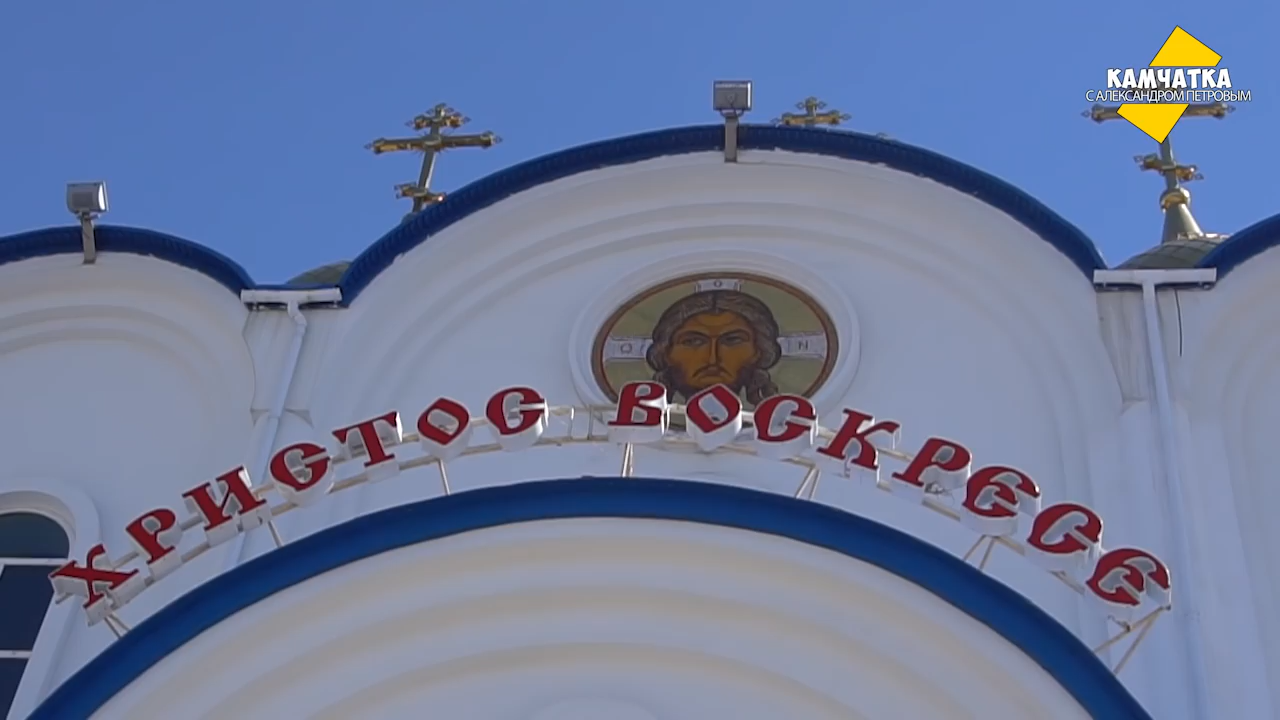 КАМЧАТКА
С АЛЕКСАНДРОМ ПЕТРОВЫМ
О
Ѡ Н
ХРИСТОС ВОСКРЕСЕ